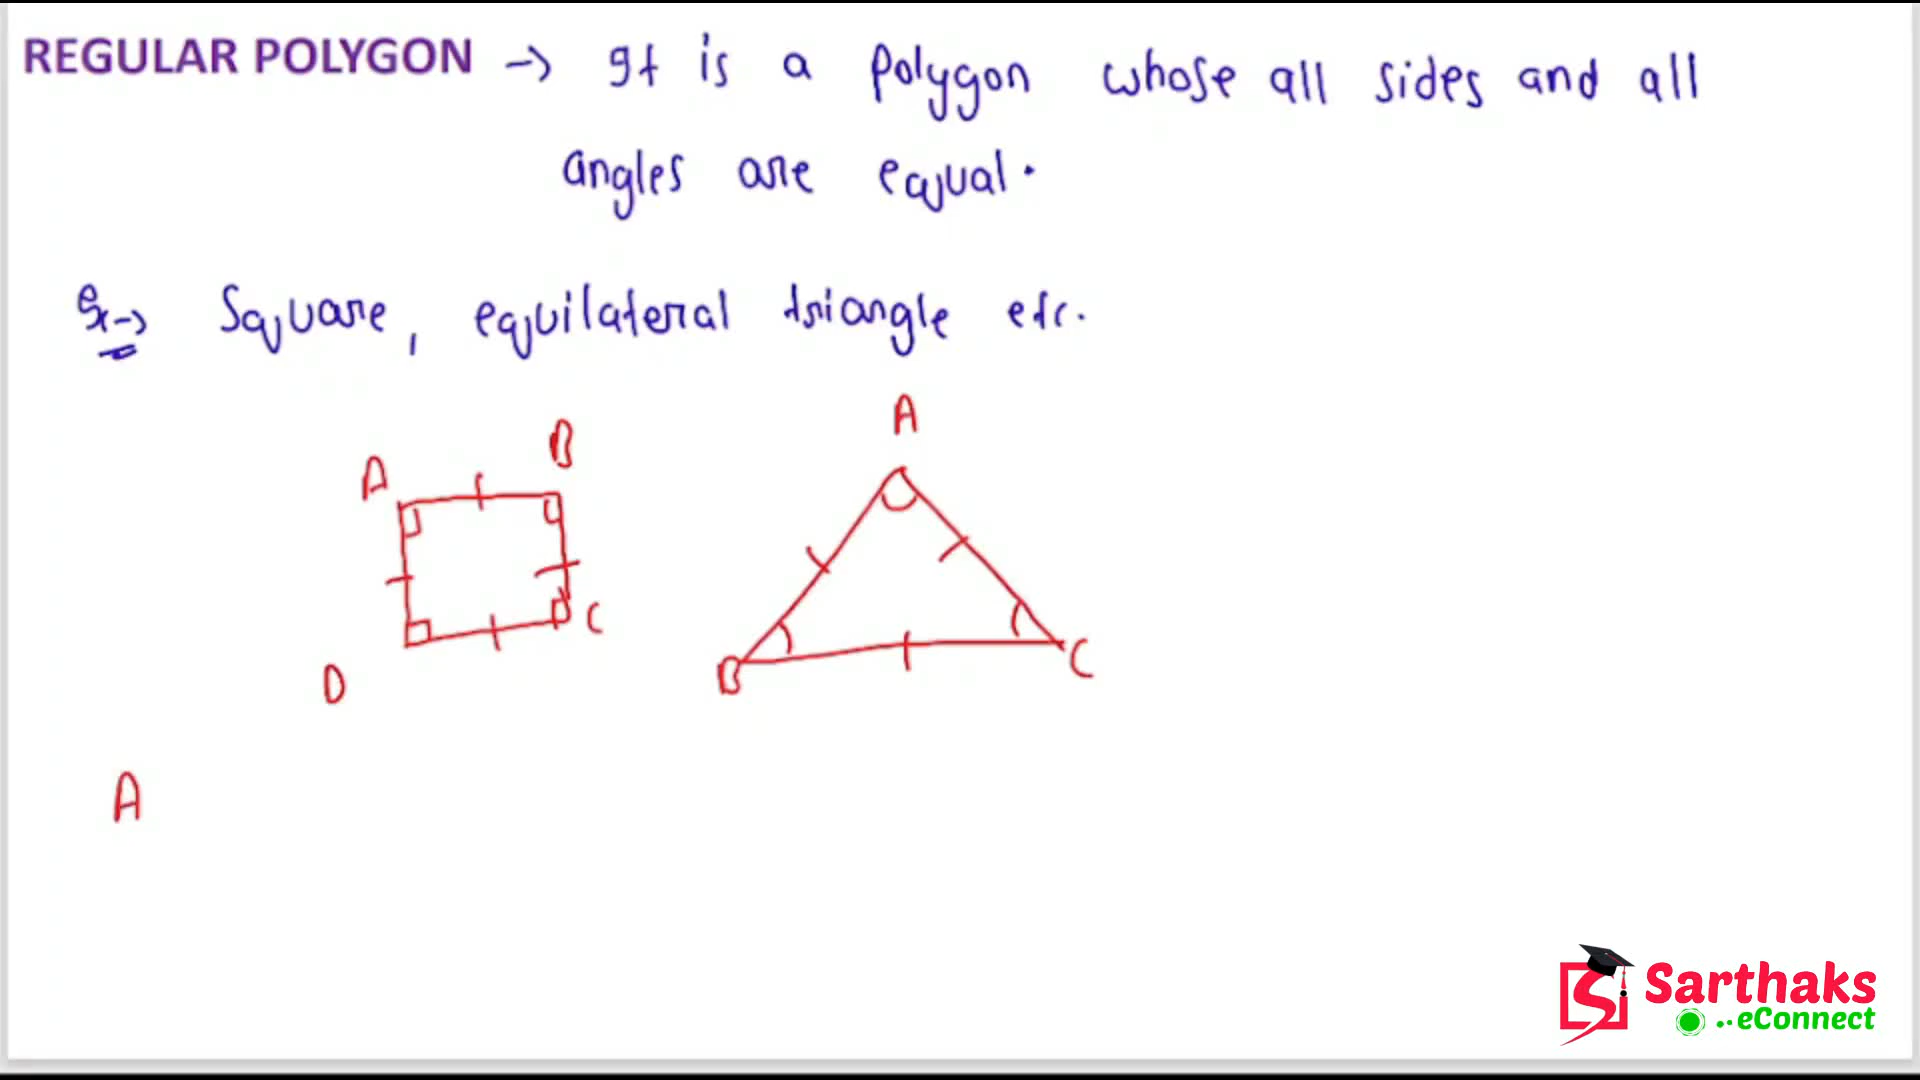 REGULAR POLYGON → It is a polygon whose all sides and all
angles are equal.
Ex → Square, equilateral triangle etc.
A B
C
D
A
B C
A
Sarthaks
eConnect